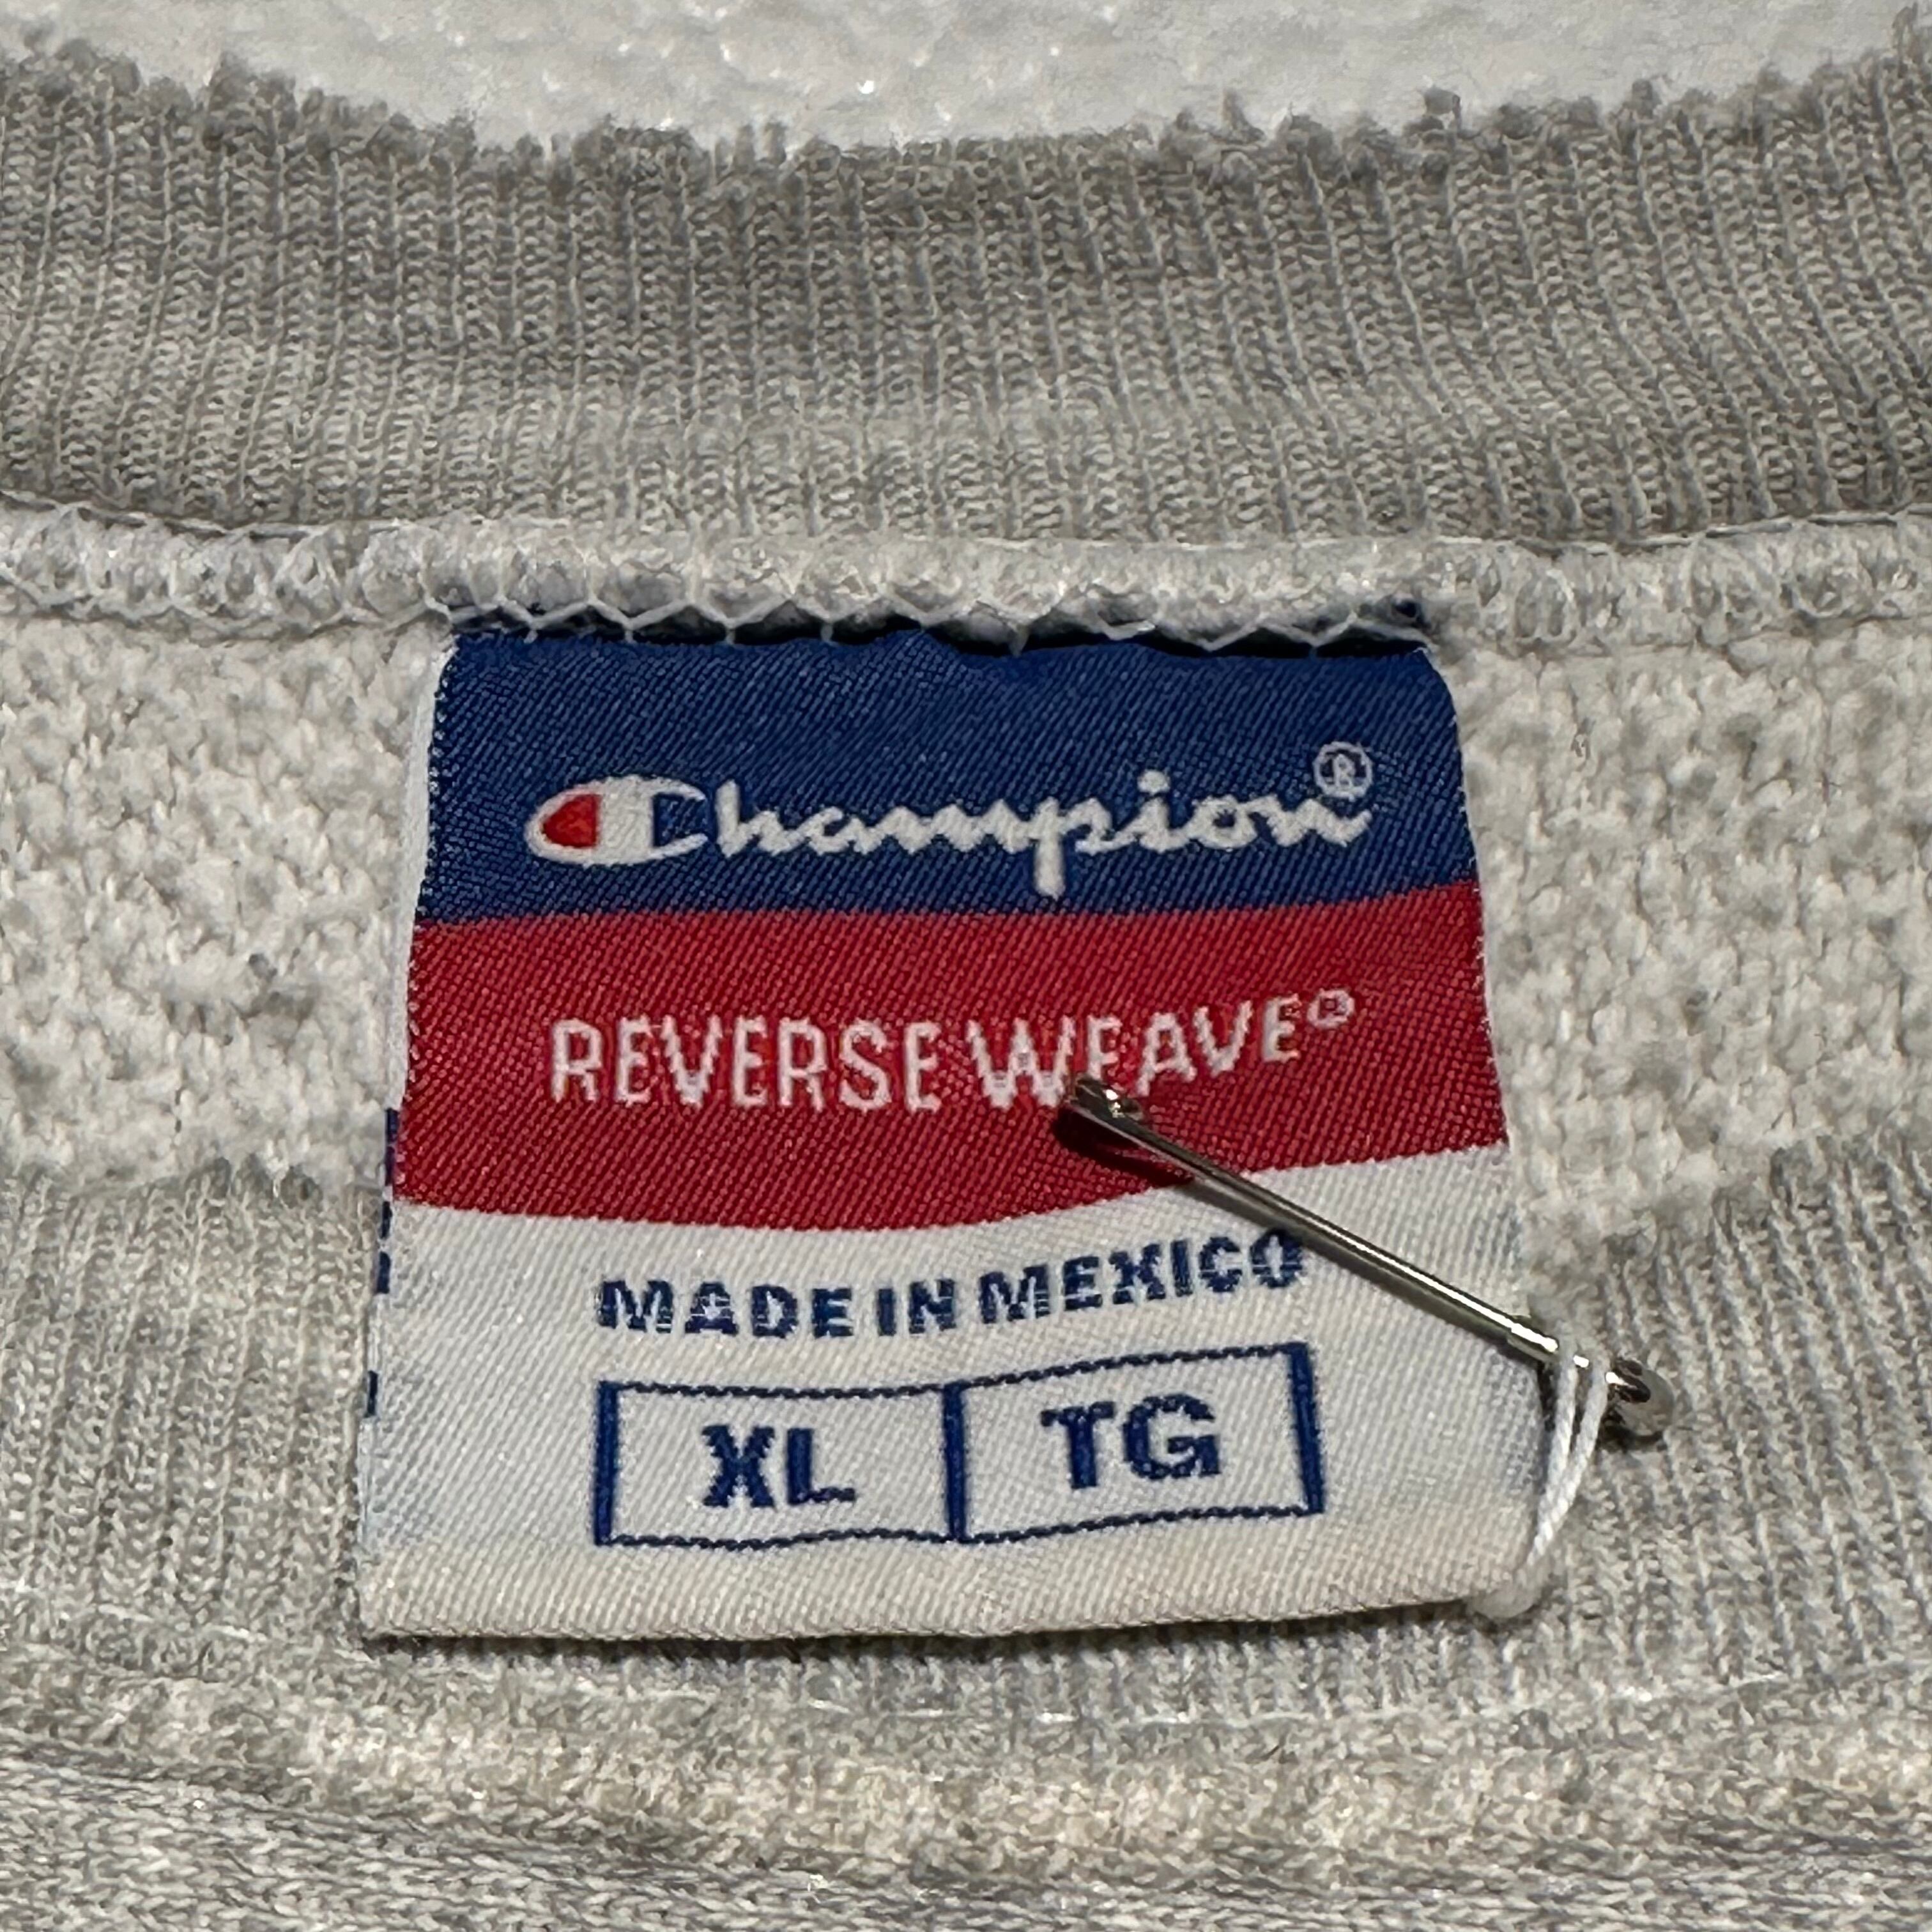 Champion®
REVERSE WEAVE®
MADE IN MEXICO
XL TG